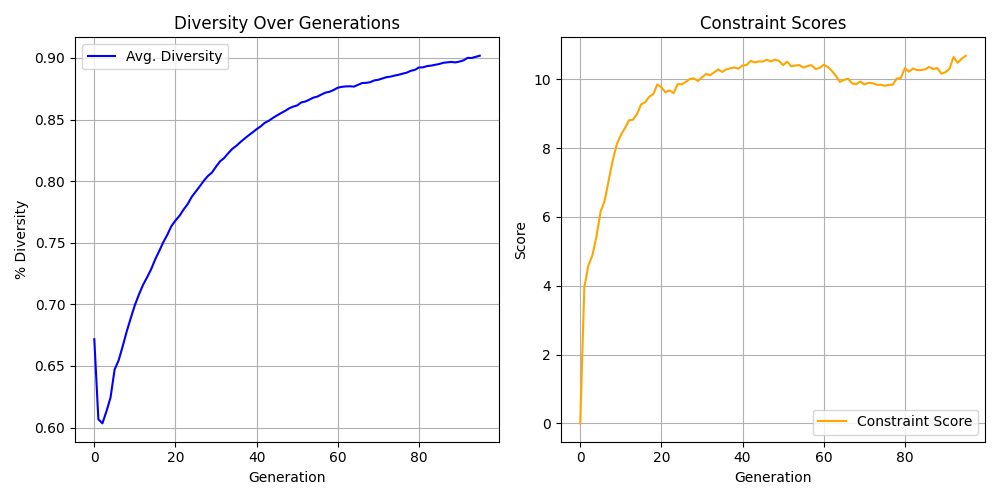 Diversity Over Generations
Avg. Diversity
% Diversity
0.90
0.85
0.80
0.75
0.70
0.65
0.60
0 20 40 60 80
Generation
Constraint Scores
Score
10
8
6
4
2
0
Constraint Score
0 20 40 60 80
Generation